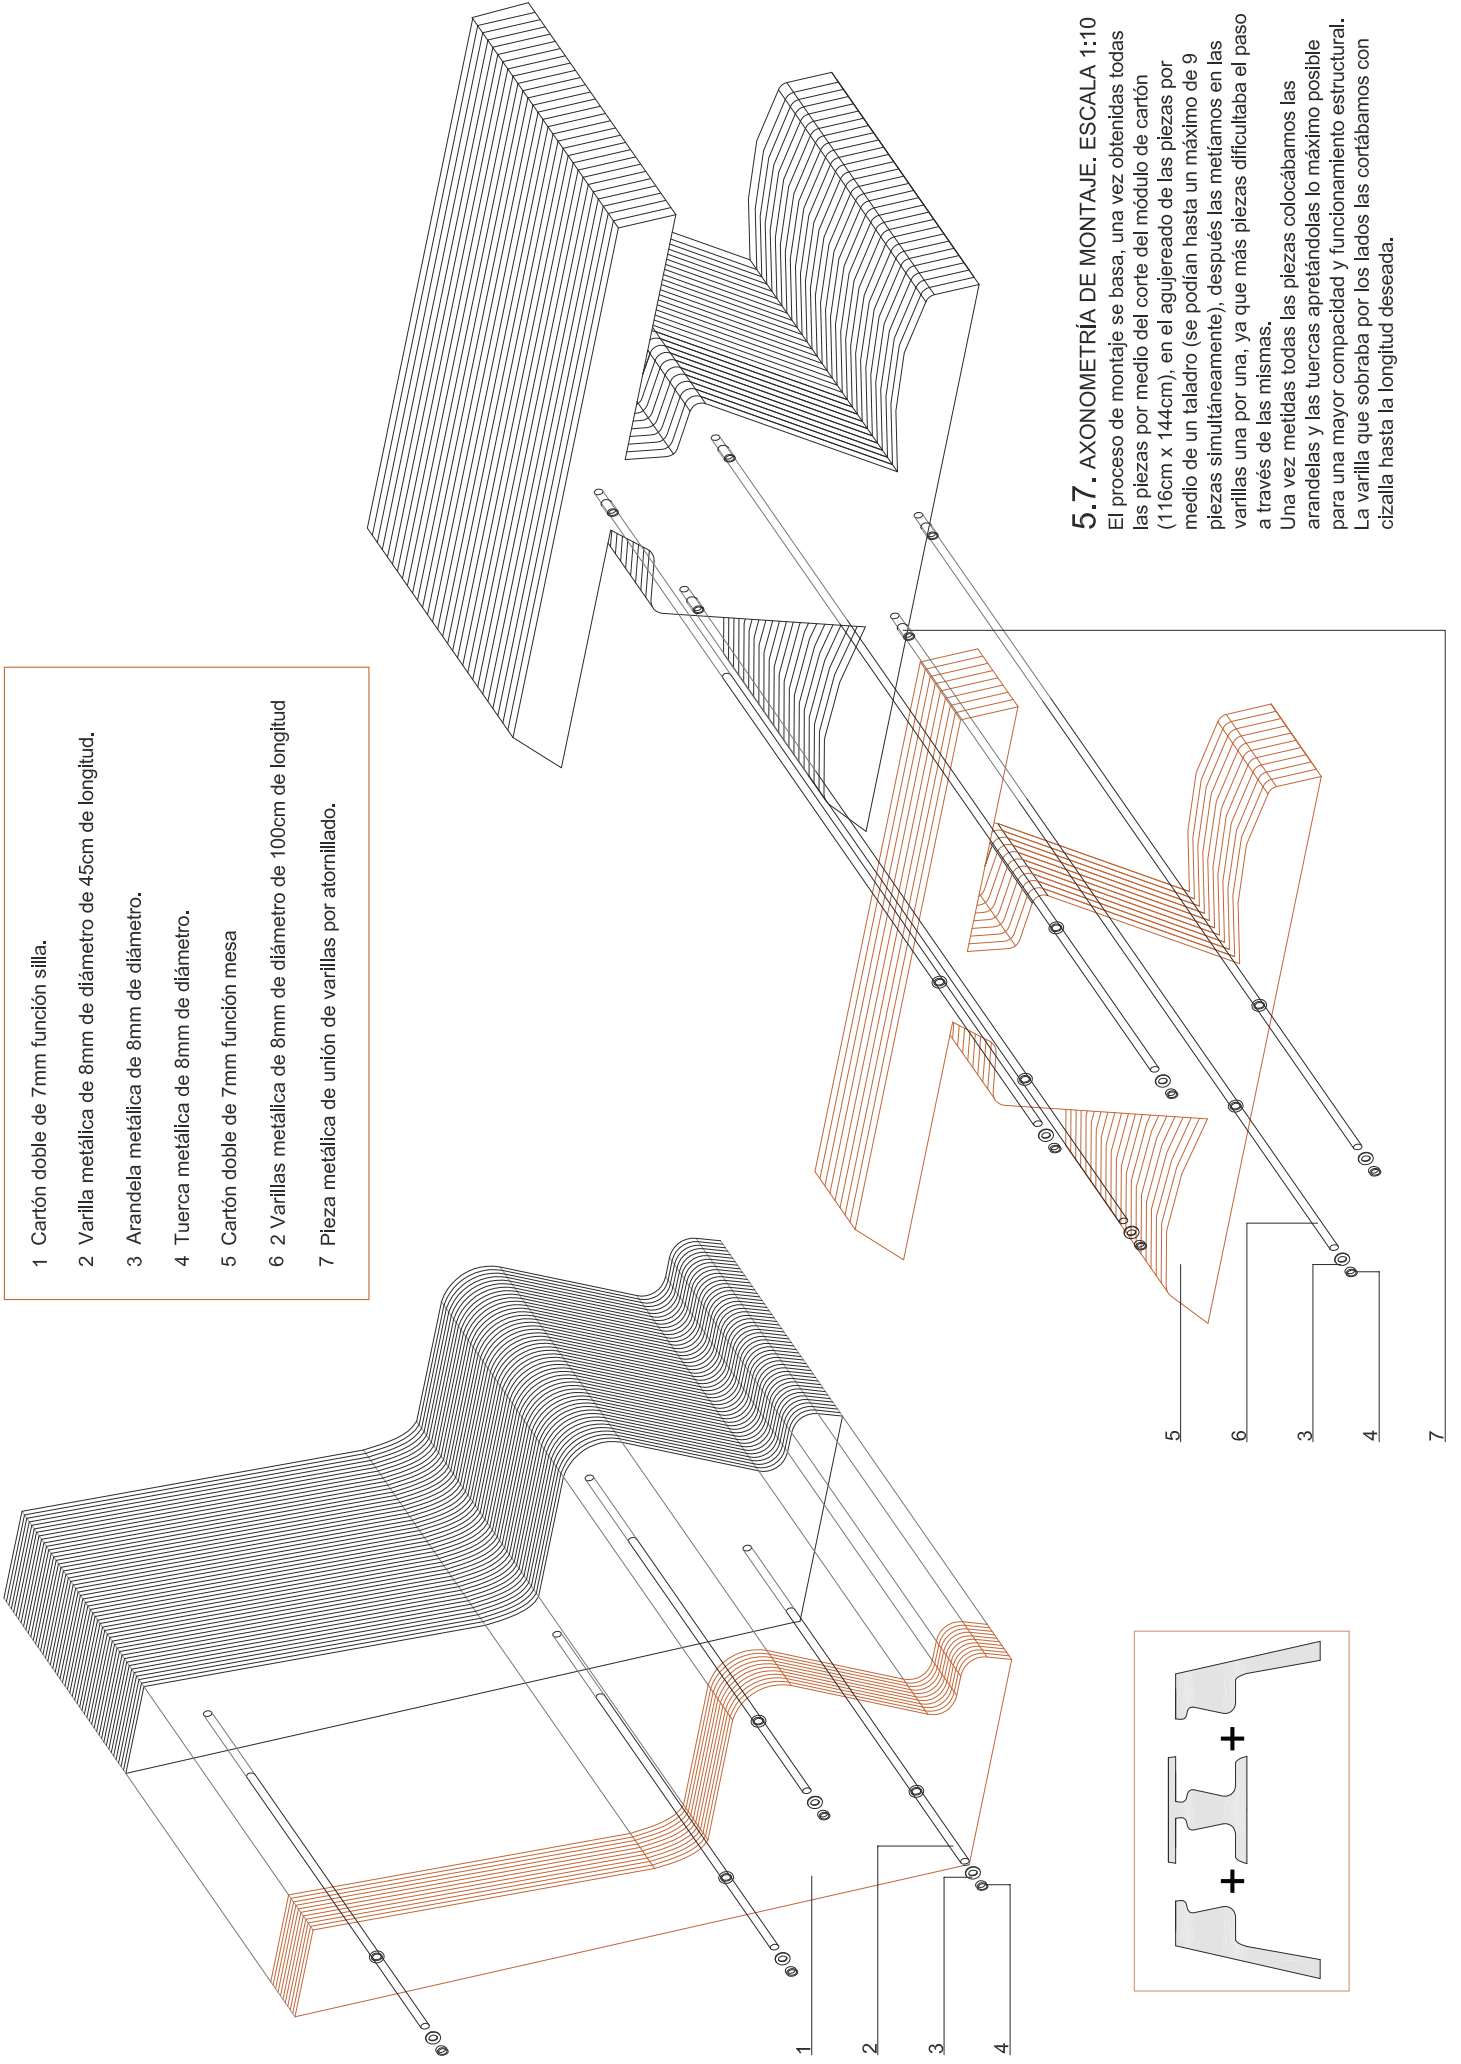 1 Cartón doble de 7mm función silla.
2 Varilla metálica de 8mm de diámetro de 45cm de longitud.
3 Arandela metálica de 8mm de diámetro.
4 Tuerca metálica de 8mm de diámetro.
5 Cartón doble de 7mm función mesa
6 2 Varillas metálica de 8mm de diámetro de 100cm de longitud
7 Pieza metálica de unión de varillas por atornillado.
1
2
3
4
5
6
3
4
7
5.7. AXONOMETRÍA DE MONTAJE. ESCALA 1:10
El proceso de montaje se basa, una vez obtenidas todas
las piezas por medio del corte del módulo de cartón
(116cm x 144cm), en el agujereado de las piezas por
medio de un taladro (se podían hasta un máximo de 9
piezas simultáneamente), después las metíamos en las
varillas una por una, ya que más piezas dificultaba el paso
a través de las mismas.
Una vez metidas todas las piezas colocábamos las
arandelas y las tuercas apretándolas lo máximo posible
para una mayor compacidad y funcionamiento estructural.
La varilla que sobraba por los lados las cortábamos con
cizalla hasta la longitud deseada.
+
+